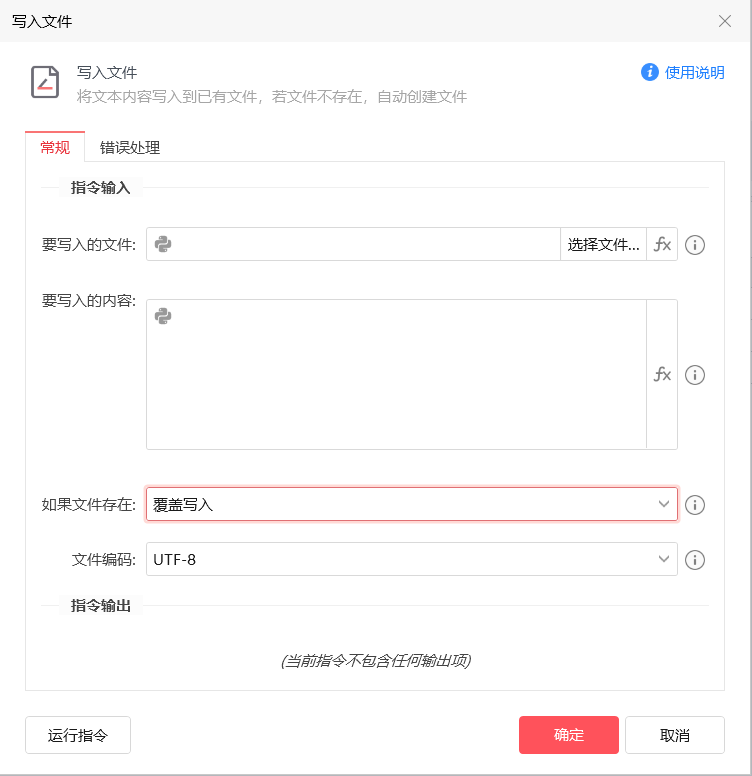 写入文件
写入文件
使用说明
将文本内容写入到已有文件，若文件不存在，自动创建文件
常规 错误处理
指令输入
要写入的文件: 选择文件... fx
要写入的内容:
fx
如果文件存在: 覆盖写入
文件编码: UTF-8
指令输出
(当前指令不包含任何输出项)
运行指令 确定 取消